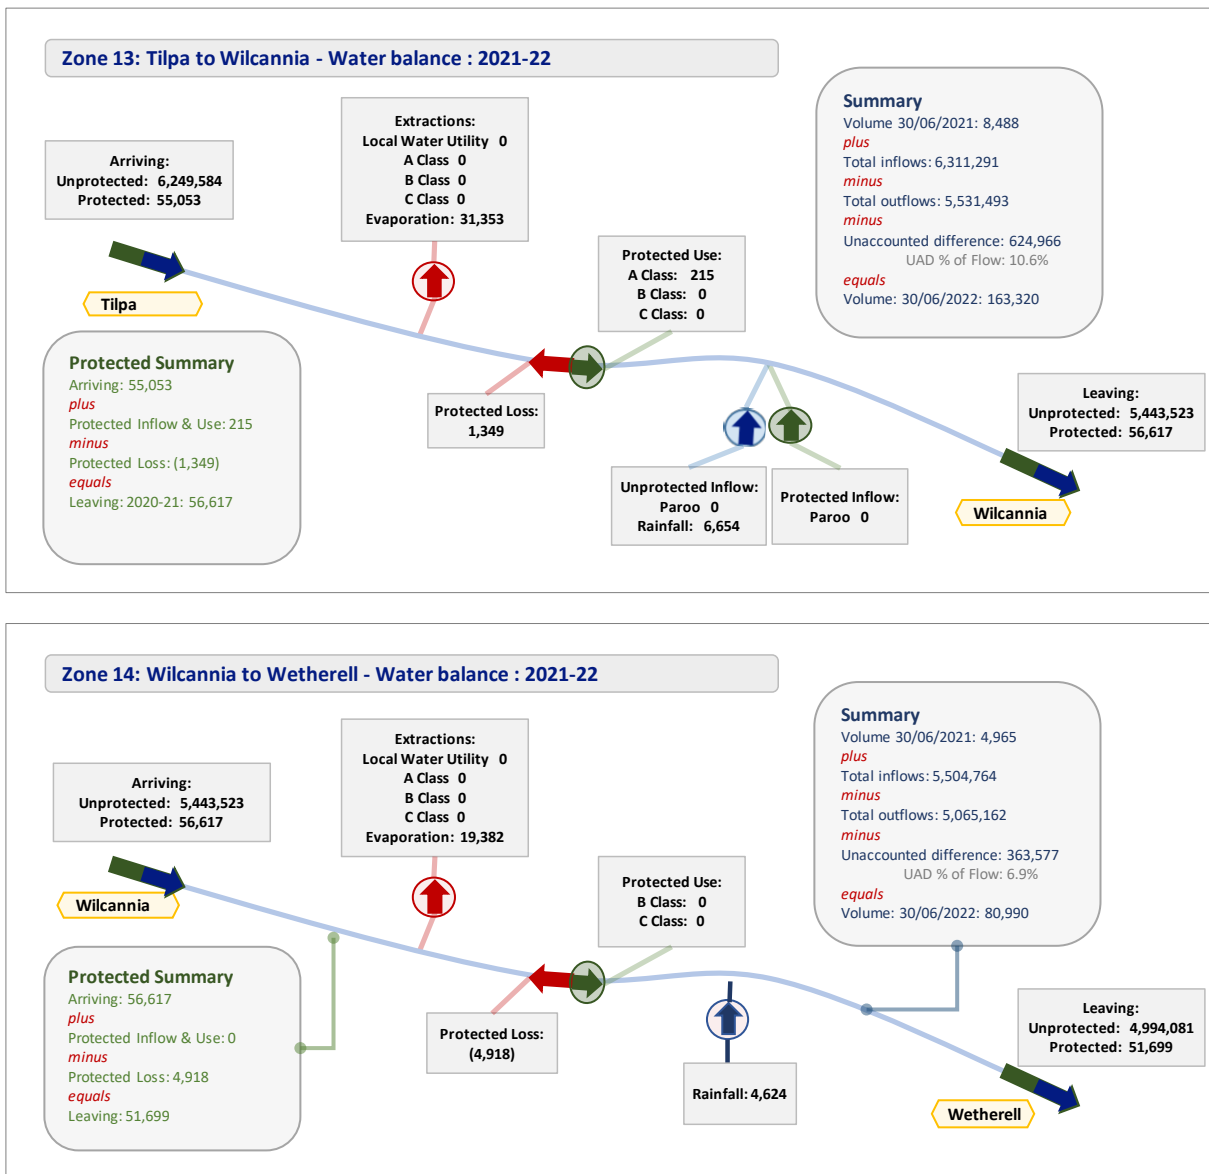 Zone 13: Tilpa to Wilcannia - Water balance : 2021-22
Arriving:
Unprotected: 6,249,584
Protected: 55,053
Extractions:
Local Water Utility 0
A Class 0
B Class 0
C Class 0
Evaporation: 31,353
Summary
Volume 30/06/2021: 8,488
plus
Total inflows: 6,311,291
minus
Total outflows: 5,531,493
minus
Unaccounted difference: 624,966
UAD % of Flow: 10.6%
equals
Volume: 30/06/2022: 163,320
Tilpa
Protected Use:
A Class: 215
B Class: 0
C Class: 0
Protected Summary
Arriving: 55,053
plus
Protected Inflow & Use: 215
minus
Protected Loss: (1,349)
equals
Leaving: 2020-21: 56,617
Protected Loss:
1,349
Unprotected Inflow:
Paroo 0
Rainfall: 6,654
Protected Inflow:
Paroo 0
Leaving:
Unprotected: 5,443,523
Protected: 56,617
Wilcannia
Zone 14: Wilcannia to Wetherell - Water balance : 2021-22
Arriving:
Unprotected: 5,443,523
Protected: 56,617
Extractions:
Local Water Utility 0
A Class 0
B Class 0
C Class 0
Evaporation: 19,382
Summary
Volume 30/06/2021: 4,965
plus
Total inflows: 5,504,764
minus
Total outflows: 5,065,162
minus
Unaccounted difference: 363,577
UAD % of Flow: 6.9%
equals
Volume: 30/06/2022: 80,990
Wilcannia
Protected Use:
B Class: 0
C Class: 0
Protected Summary
Arriving: 56,617
plus
Protected Inflow & Use: 0
minus
Protected Loss: 4,918
equals
Leaving: 51,699
Protected Loss:
(4,918)
Rainfall: 4,624
Leaving:
Unprotected: 4,994,081
Protected: 51,699
Wetherell